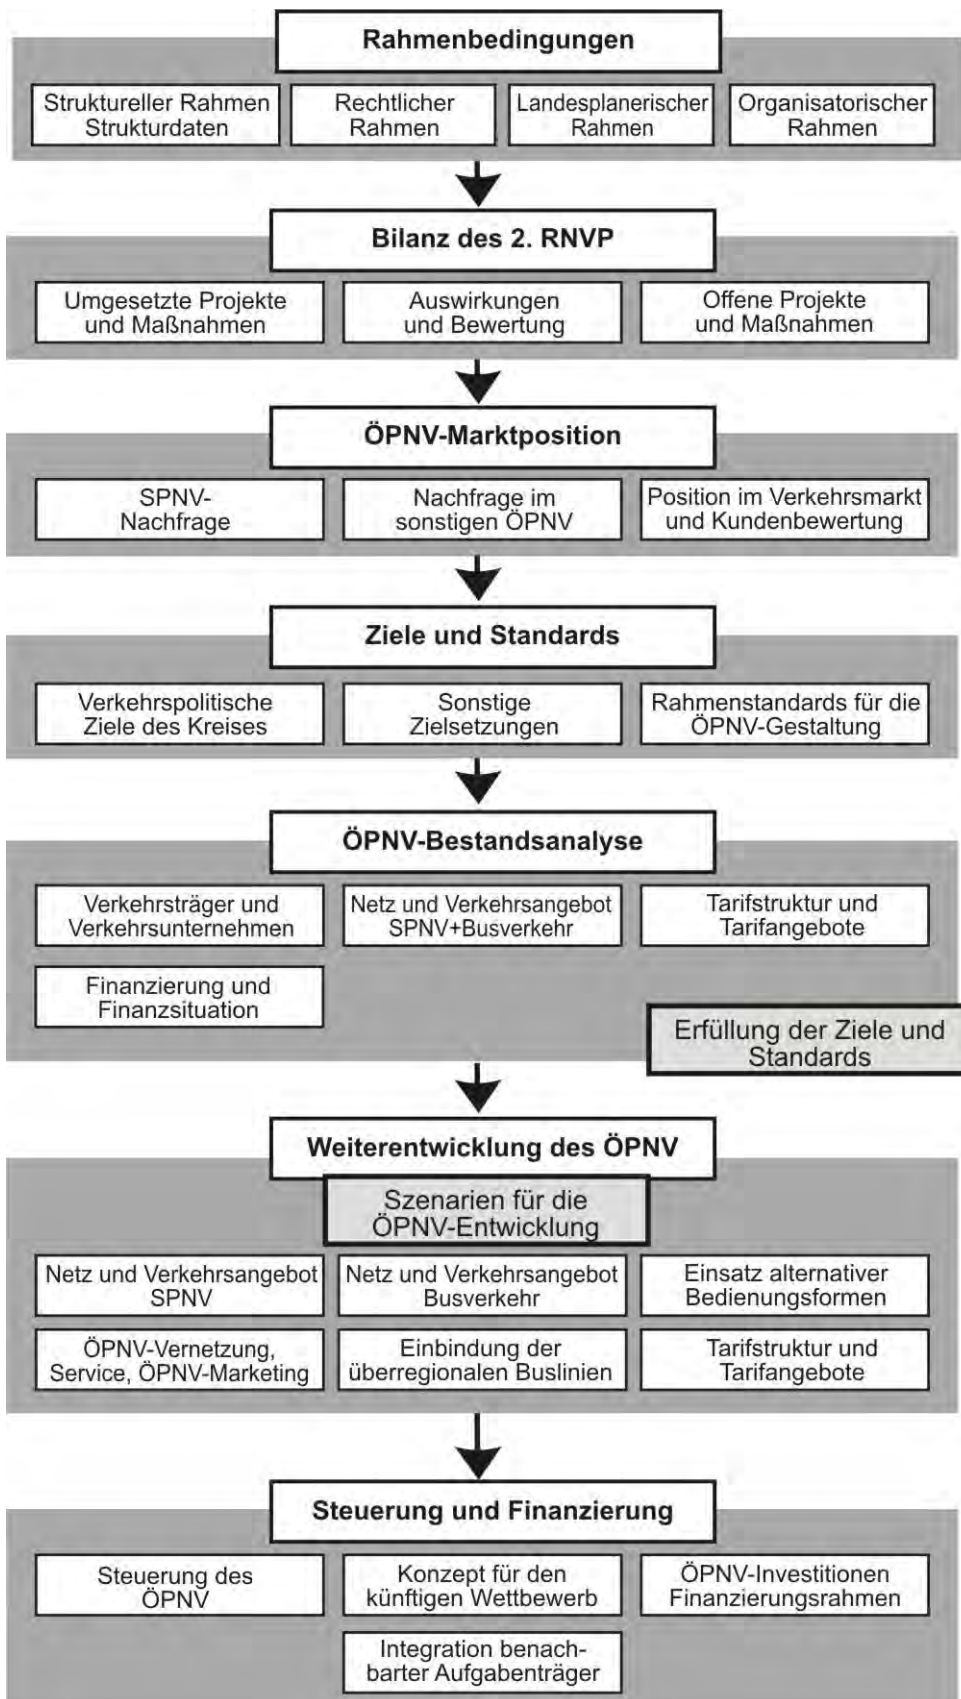 Rahmenbedingungen
Struktureller Rahmen
Strukturdaten
Rechtlicher
Rahmen
Landesplanerischer
Rahmen
Organisatorischer
Rahmen
Bilanz des 2. RNVP
Umgesetzte Projekte
und Maßnahmen
Auswirkungen
und Bewertung
Offene Projekte
und Maßnahmen
ÖPNV-Marktposition
SPNV-
Nachfrage
Nachfrage im
sonstigen ÖPNV
Position im Verkehrsmarkt
und Kundenbewertung
Ziele und Standards
Verkehrspolitische
Ziele des Kreises
Sonstige
Zielsetzungen
Rahmenstandards für die
ÖPNV-Gestaltung
ÖPNV-Bestandsanalyse
Verkehrsträger und
Verkehrsunternehmen
Netz und Verkehrsangebot
SPNV+Busverkehr
Tarifstruktur und
Tarifangebote
Finanzierung und
Finanzsituation
Erfüllung der Ziele und
Standards
Weiterentwicklung des ÖPNV
Szenarien für die
ÖPNV-Entwicklung
Netz und Verkehrsangebot
SPNV
Netz und Verkehrsangebot
Busverkehr
Einsatz alternativer
Bedienungsformen
ÖPNV-Vernetzung,
Service, ÖPNV-Marketing
Einbindung der
überregionalen Buslinien
Tarifstruktur und
Tarifangebote
Steuerung und Finanzierung
Steuerung des
ÖPNV
Konzept für den
künftigen Wettbewerb
ÖPNV-Investitionen
Finanzierungsrahmen
Integration benach-
barter Aufgabenträger